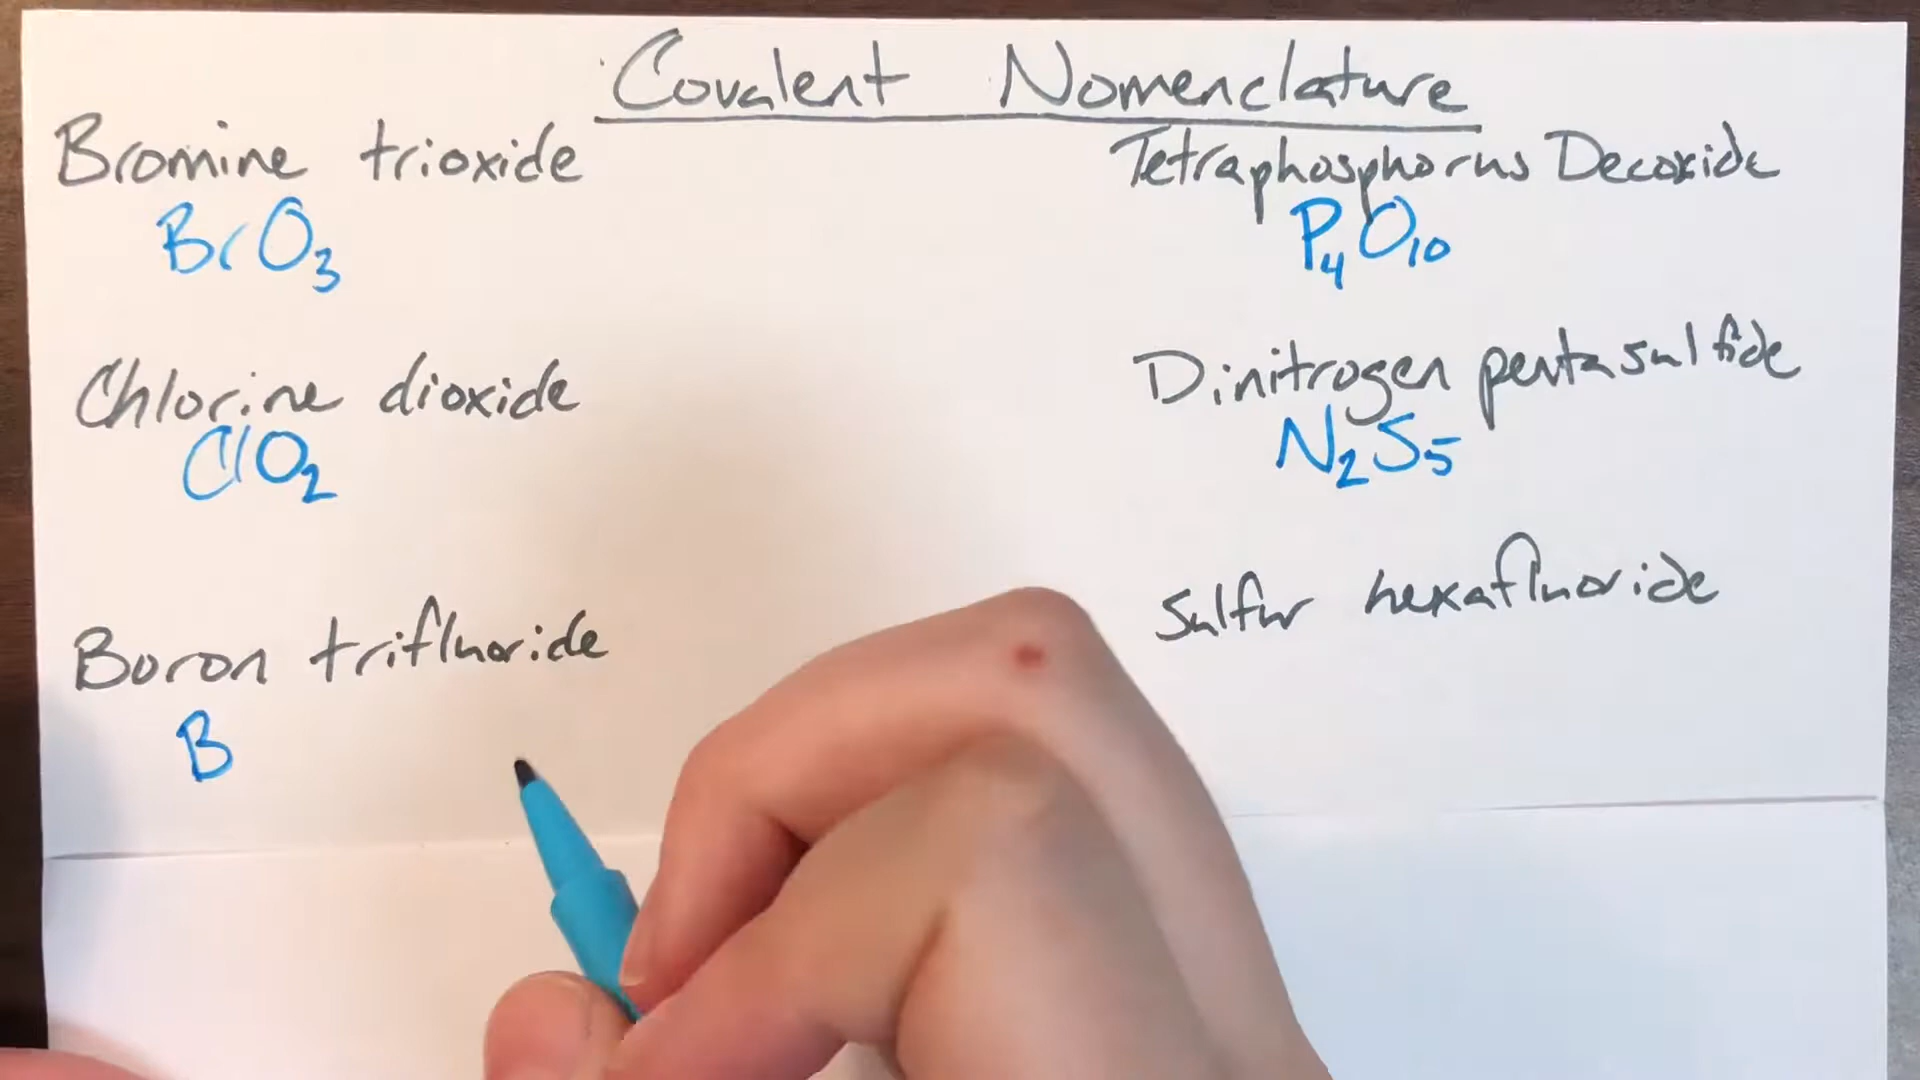 Covalent Nomenclature
Bromine trioxide
BrO3
Chlorine dioxide
ClO2
Boron trifluoride
B
Tetraphosphorus Decoxide
P4O10
Dinitrogen pentasulfide
N2S5
Sulfur hexafluoride